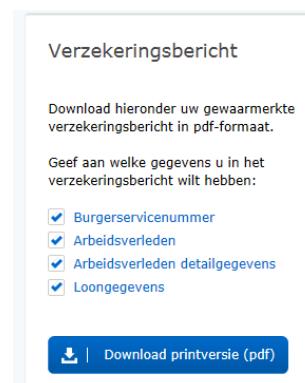 Verzekeringsbericht
Download hieronder uw gewaarmerkte
verzekeringsbericht in pdf-formaat.
Geef aan welke gegevens u in het
verzekeringsbericht wilt hebben:
Burgerservicenummer
Arbeidsverleden
Arbeidsverleden detailgegevens
Loongegevens
Download printversie (pdf)